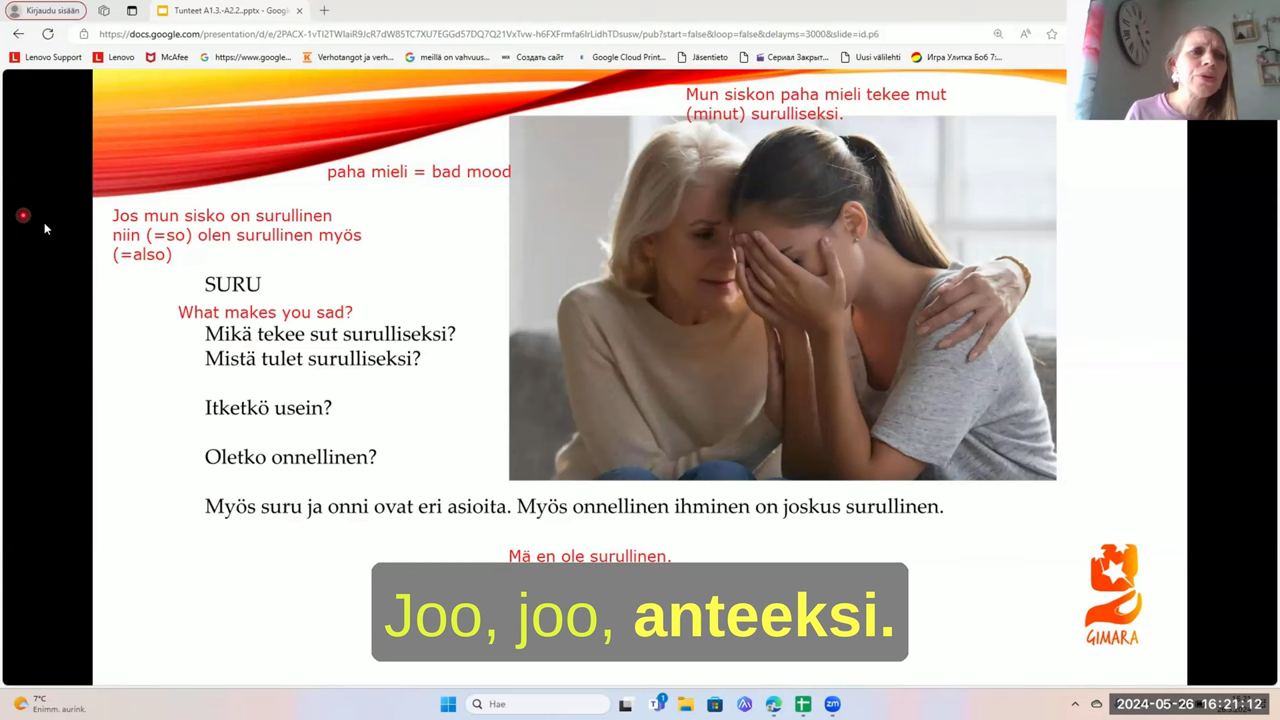 Kirjaudu sisään
Tunteet A1.3.-A2.2..pptx - Googl
https://docs.google.com/presentation/d/e/2PACX-1vTI2TWlaiR9JcR7dW85TC7XU7EGGd57DQ7Q21VxTvw-h6FXFrmfa6lrLidhTDsusw/pub?start=false&loop=false&delayms=3000&slide=id.p6
Lenovo Support
Lenovo
McAfee
https://www.google...
Verhotangot ja verh...
meillä on vahvuus...
Создать сайт
Google Cloud Print...
Jäsentieto
Сериал Закрыт...
Uusi välilehti
Игра Улитка Боб 7:...
Mun siskon paha mieli tekee mut
(minut) surulliseksi.
paha mieli = bad mood
Jos mun sisko on surullinen
niin (=so) olen surullinen myös
(=also)
SURU
What makes you sad?
Mikä tekee sut surulliseksi?
Mistä tulet surulliseksi?
Itketkö usein?
Oletko onnellinen?
Myös suru ja onni ovat eri asioita. Myös onnellinen ihminen on joskus surullinen.
Mä en ole surullinen.
Joo, joo, anteeksi.
GIMARA
7°C
Enimm. aurink.
Hae
2024-05-26 16:21:12